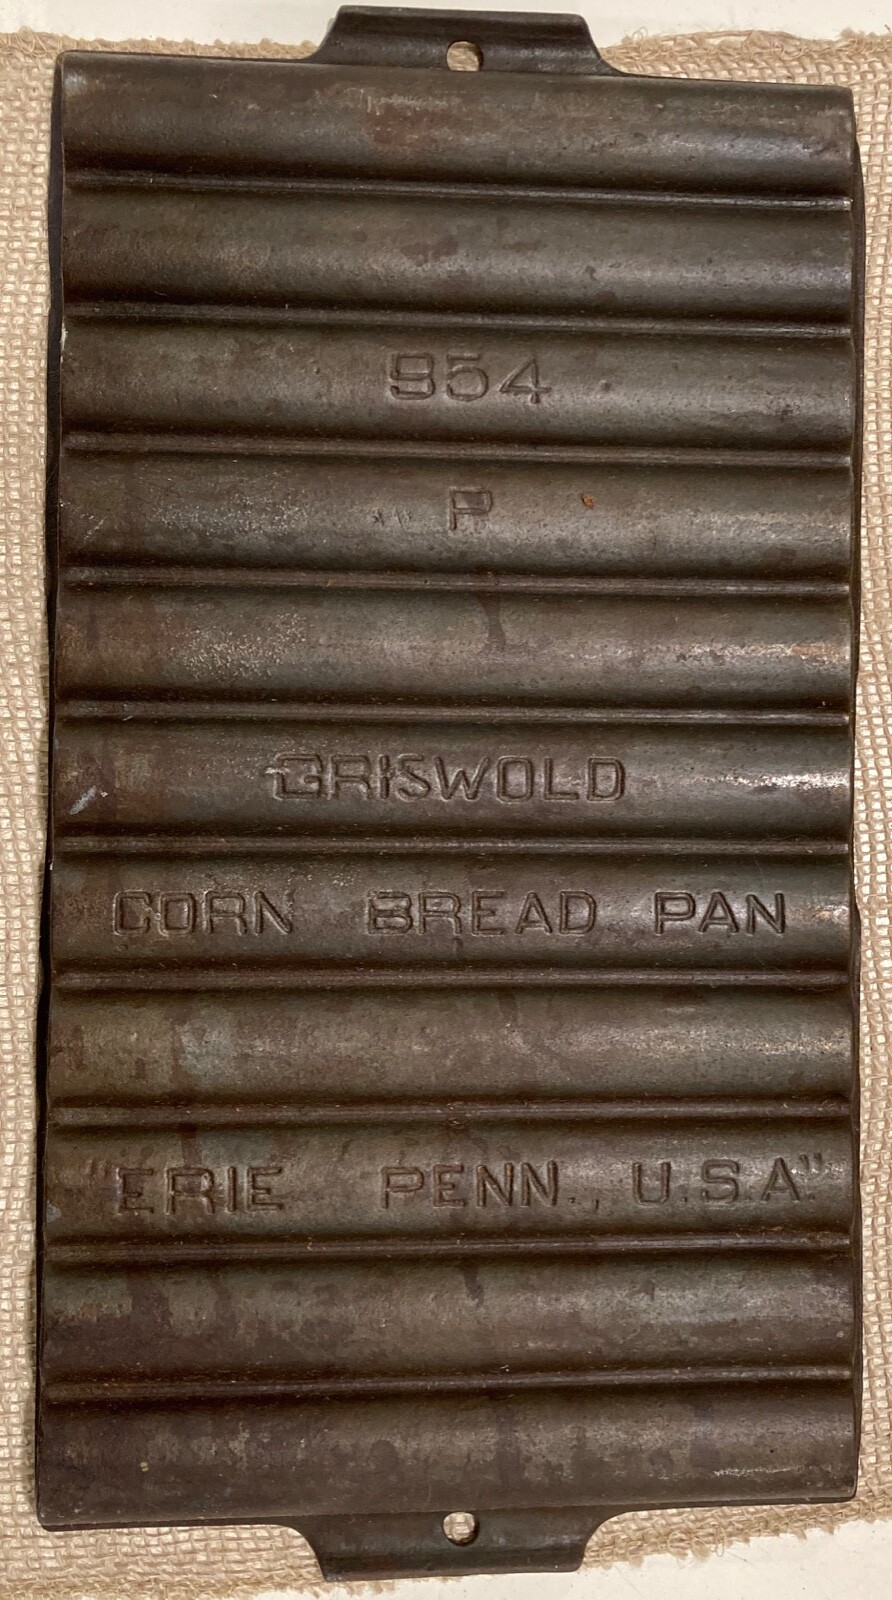 954
P
GRISWOLD
CORN BREAD PAN
"ERIE PENN., U.S.A."